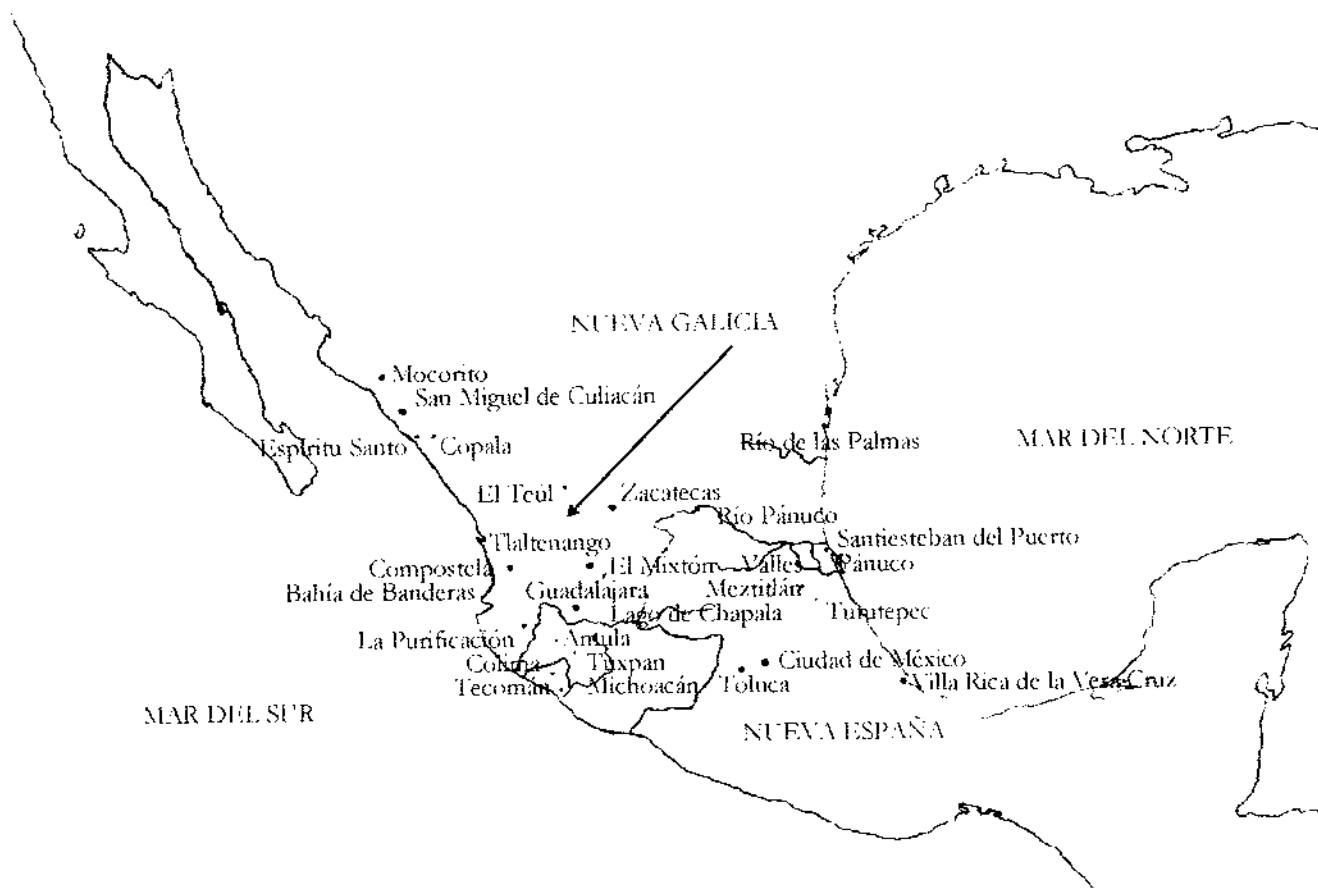 NUEVA GALICIA
Mocorito
San Miguel de Culiacán
Espíritu Santo
Copala
Río de las Palmas
MAR DEL NORTE
El Teúl
Zacatecas
Río Pánuco
Tlaltenango
Santiesteban del Puerto
Compostela
El Mixtón
Valles
Pánuco
Bahía de Banderas
Guadalajara
Meztitlán
Lago de Chapala
Tututepec
La Purificación
Amula
Colima
Tuxpan
Ciudad de México
Tecomán
Michoacán
Toluca
Villa Rica de la Vera Cruz
MAR DEL SUR
NUEVA ESPAÑA